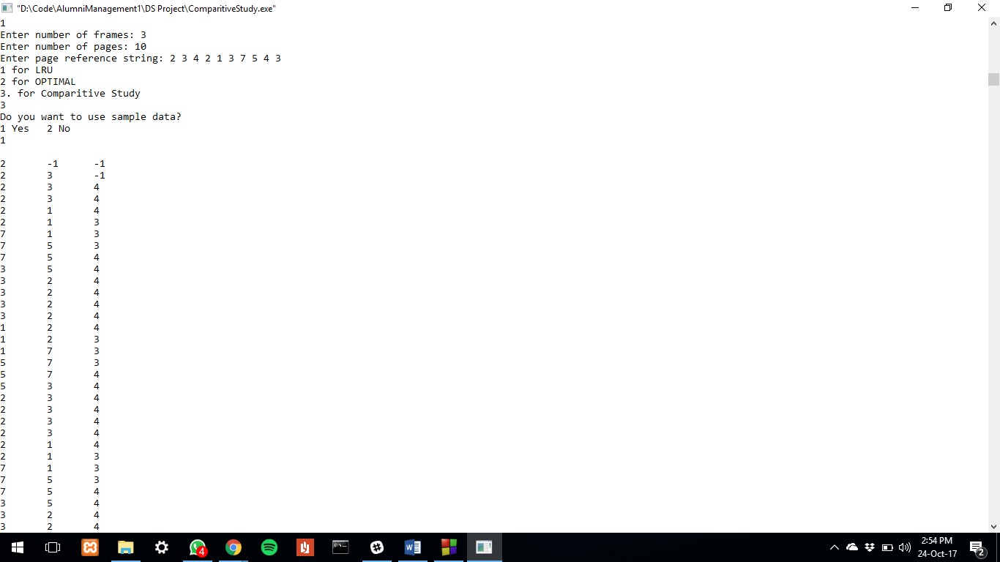 "D:\Code\AlumniManagement1\DS Project\ComparitiveStudy.exe"
1
Enter number of frames: 3
Enter number of pages: 10
Enter page reference string: 2 3 4 2 1 3 7 5 4 3
1 for LRU
2 for OPTIMAL
3. for Comparitive Study
3
Do you want to use sample data?
1 Yes   2 No
1
2 -1 -1
2 3 -1
2 3 4
2 3 4
2 1 4
2 1 3
7 1 3
7 5 3
7 5 4
3 5 4
3 2 4
3 2 4
3 2 4
3 2 4
1 2 4
1 2 3
1 7 3
5 7 3
5 7 4
5 3 4
2 3 4
2 3 4
2 3 4
2 3 4
2 1 4
2 1 3
7 1 3
7 5 3
7 5 4
3 5 4
3 2 4
3 2 4
4
2:54 PM
24-Oct-17
2